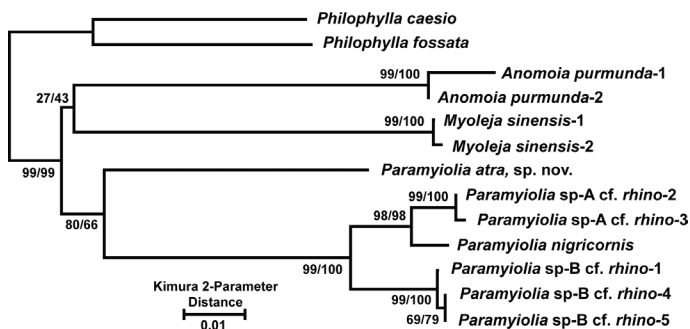 Philophylla caesio
Philophylla fossata
99/100
Anomoia purmunda-1
27/43
Anomoia purmunda-2
99/100
Myoleja sinensis-1
Myoleja sinensis-2
99/99
Paramyiolia atra, sp. nov.
99/100
Paramyiolia sp-A cf. rhino-2
80/66
98/98
Paramyiolia sp-A cf. rhino-3
Paramyiolia nigricornis
99/100
Paramyiolia sp-B cf. rhino-1
Kimura 2-Parameter
Distance
99/100
Paramyiolia sp-B cf. rhino-4
0.01
69/79
Paramyiolia sp-B cf. rhino-5